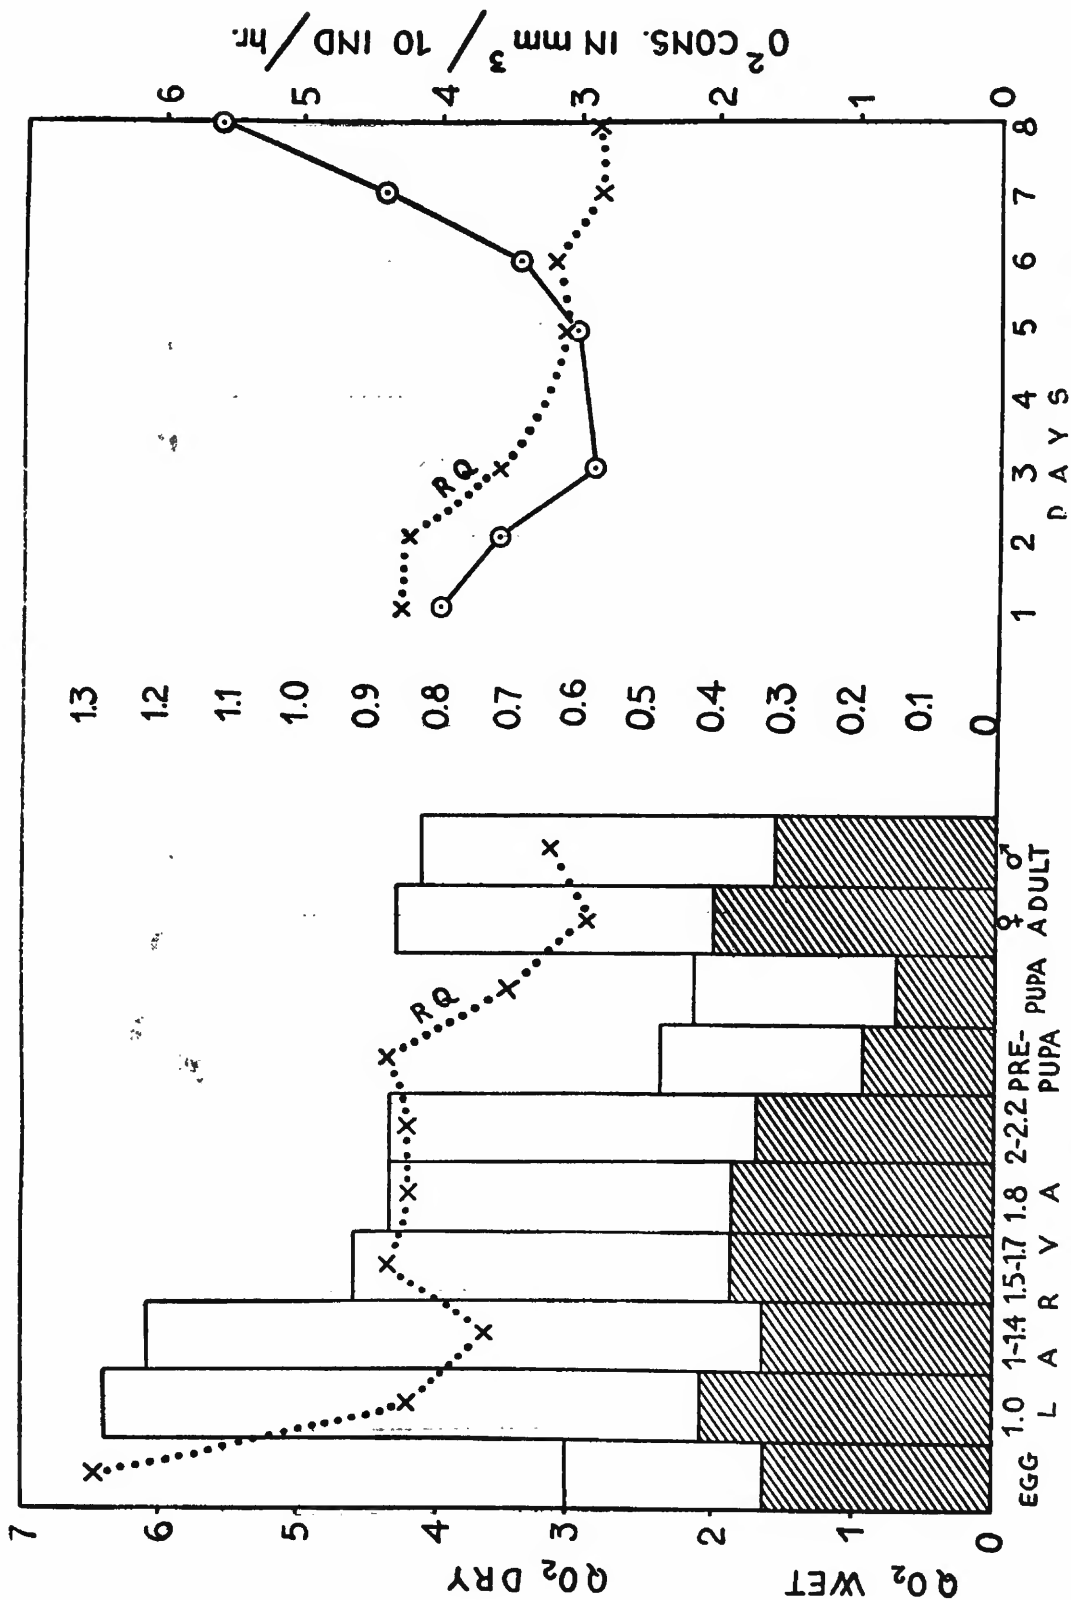 QO₂ WET QO₂ DRY
0 1 2 3 4 5 6 7
EGG 1.0 1-1.4 1.5-1.7 1.8 2-2.2 PRE- PUPA ♀ ♂
PUPA ADULT
L A R V A
RQ
0 0.1 0.2 0.3 0.4 0.5 0.6 0.7 0.8 0.9 1.0 1.1 1.2 1.3
RQ
1 2 3 4 5 6 7 8
D A Y S
0 1 2 3 4 5 6
O² CONS. IN mm³/10 IND/hr.